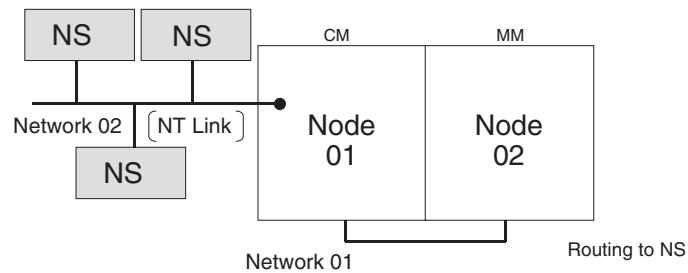 NS
NS
CM
MM
Network 02
[NT Link]
Node
01
Node
02
NS
Network 01
Routing to NS